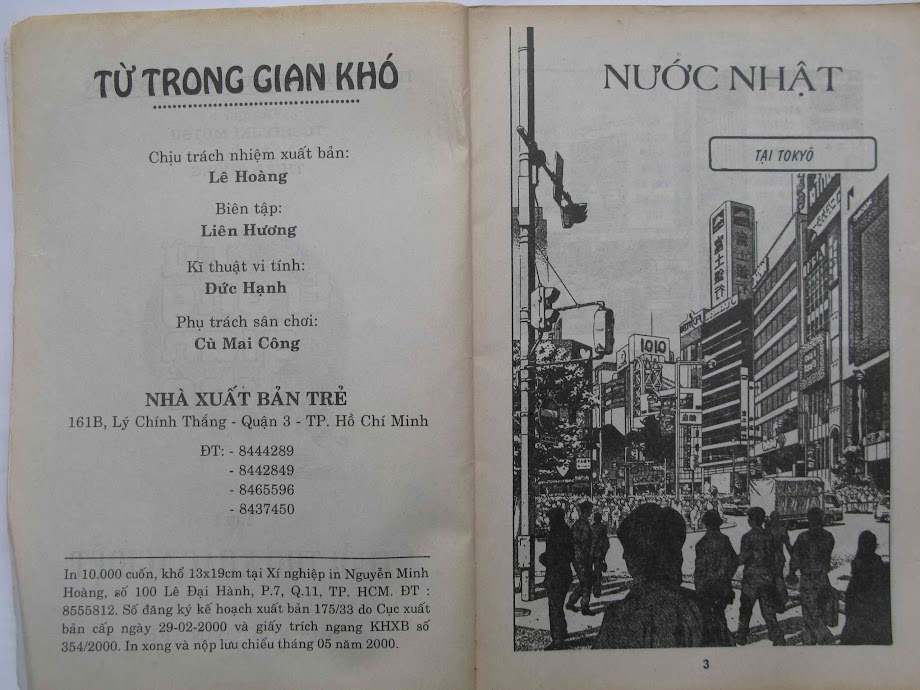 TỪ TRONG GIAN KHÓ
Chịu trách nhiệm xuất bản:
Lê Hoàng
Biên tập:
Liên Hương
Kĩ thuật vi tính:
Đức Hạnh
Phụ trách sân chơi:
Cù Mai Công
NHÀ XUẤT BẢN TRẺ
161B, Lý Chính Thắng - Quận 3 - TP. Hồ Chí Minh
ĐT: - 8444289
- 8442849
- 8465596
- 8437450
In 10.000 cuốn, khổ 13x19cm tại Xí nghiệp in Nguyễn Minh
Hoàng, số 100 Lê Đại Hành, P.7, Q.11, TP. HCM. ĐT :
8555812. Số đăng ký kế hoạch xuất bản 175/33 do Cục xuất
bản cấp ngày 29-02-2000 và giấy trích ngang KHXB số
354/2000. In xong và nộp lưu chiểu tháng 05 năm 2000.
NƯỚC NHẬT
TẠI TOKYÔ
富士銀行
1010
3